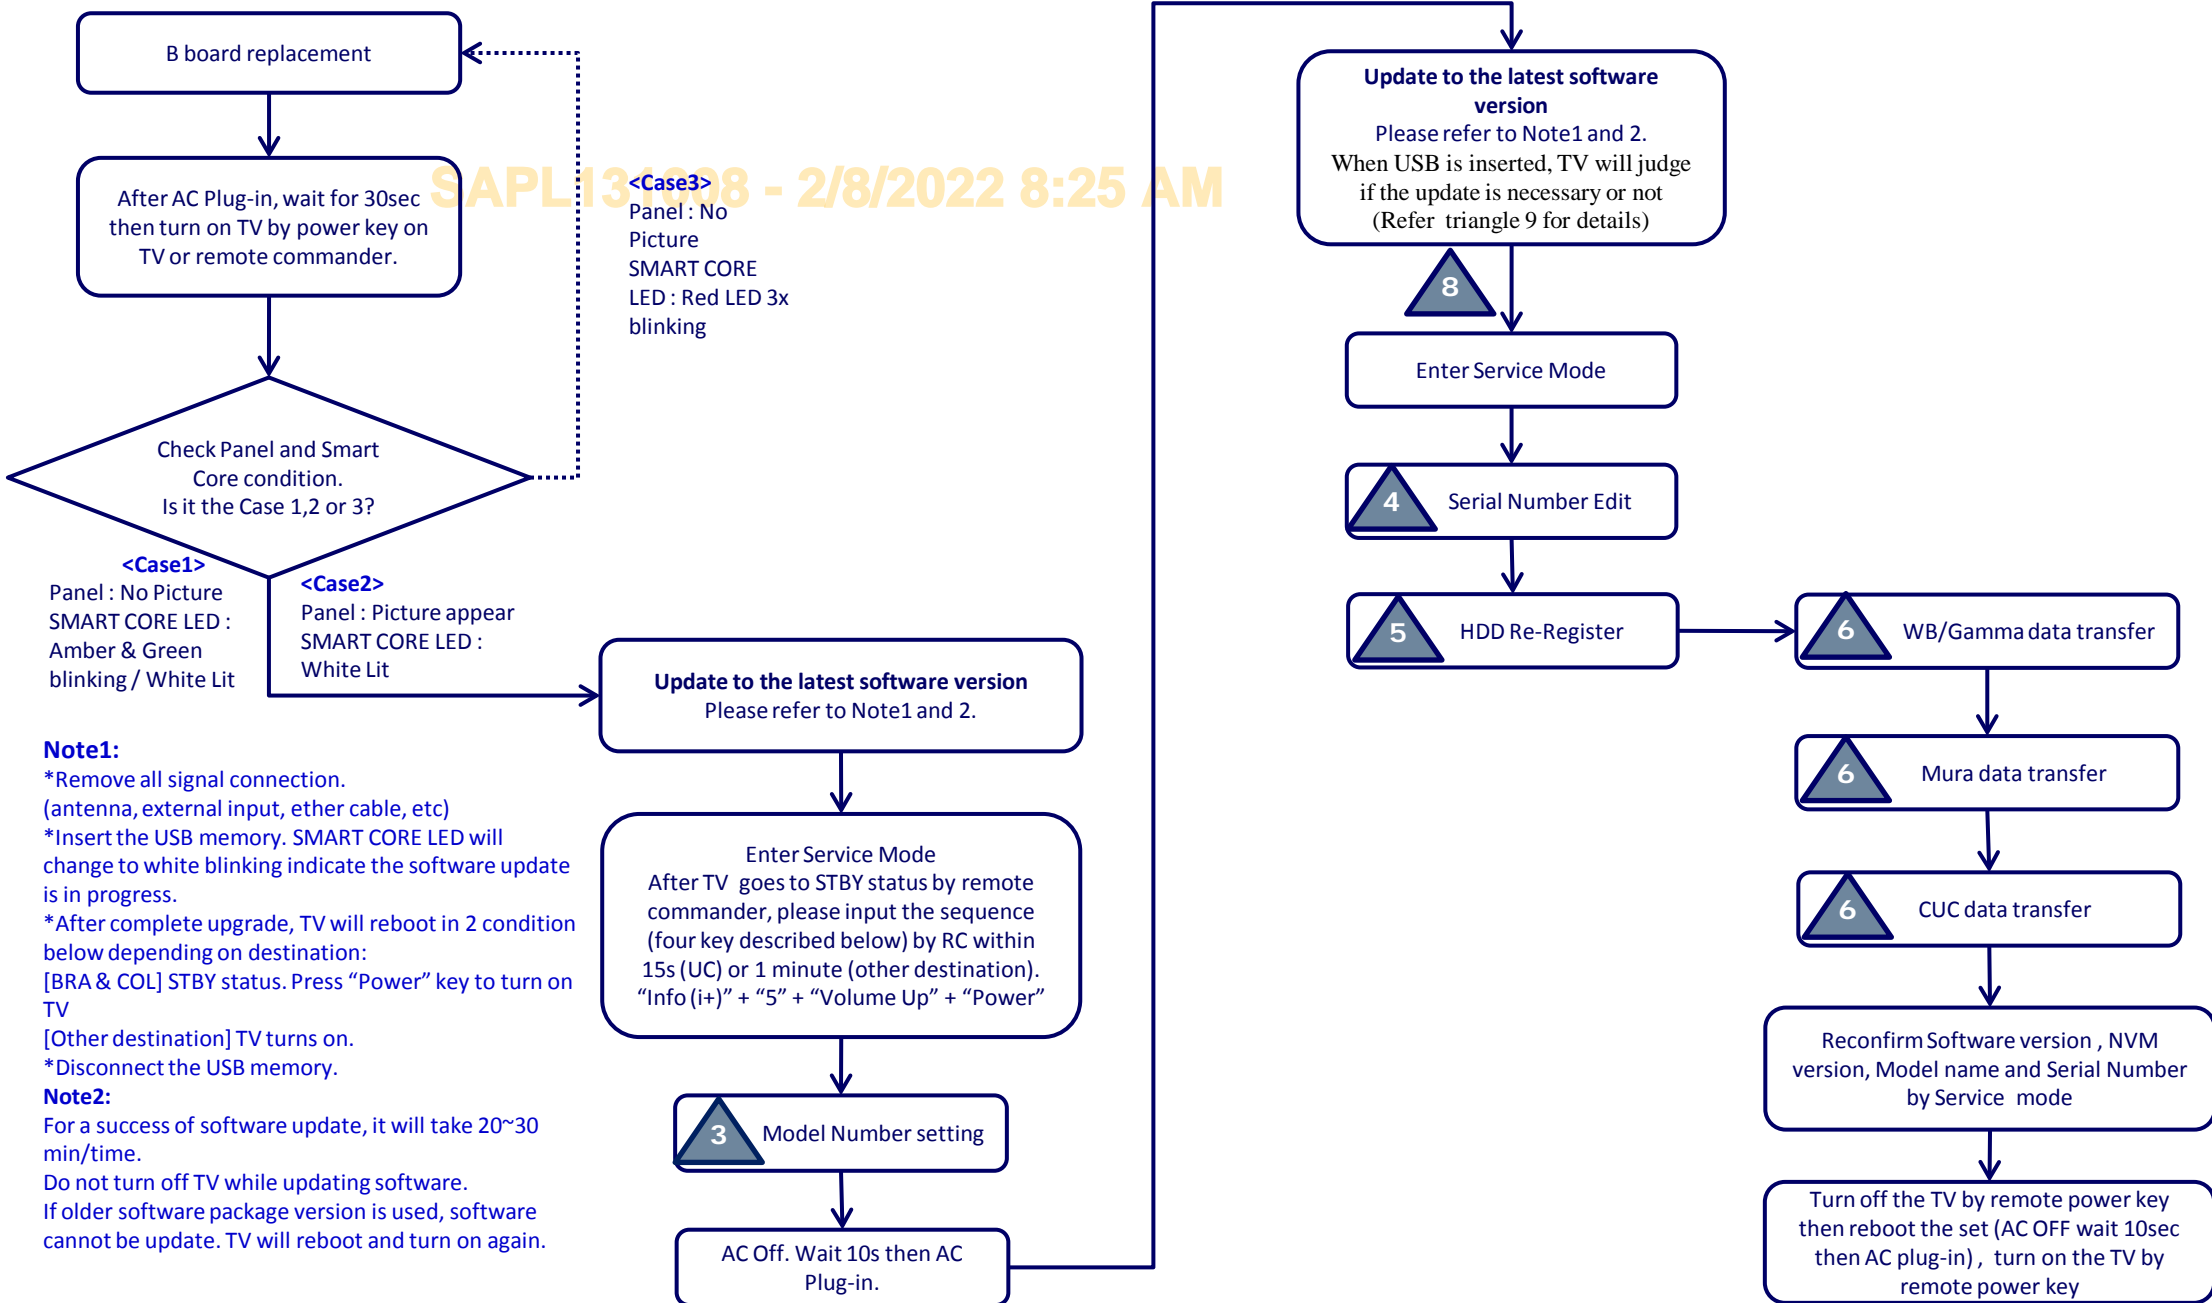 B board replacement
After AC Plug-in, wait for 30sec
then turn on TV by power key on
TV or remote commander.
SAPL131008 - 2/8/2022 8:25 AM
<Case3>
Panel : No
Picture
SMART CORE
LED : Red LED 3x
blinking
Check Panel and Smart
Core condition.
Is it the Case 1,2 or 3?
<Case1>
Panel : No Picture
SMART CORE LED :
Amber & Green
blinking / White Lit
<Case2>
Panel : Picture appear
SMART CORE LED :
White Lit
Note1:
*Remove all signal connection.
(antenna, external input, ether cable, etc)
*Insert the USB memory. SMART CORE LED will
change to white blinking indicate the software update
is in progress.
*After complete upgrade, TV will reboot in 2 condition
below depending on destination:
[BRA & COL] STBY status. Press “Power” key to turn on
TV
[Other destination] TV turns on.
*Disconnect the USB memory.
Note2:
For a success of software update, it will take 20~30
min/time.
Do not turn off TV while updating software.
If older software package version is used, software
cannot be update. TV will reboot and turn on again.
Update to the latest software version
Please refer to Note1 and 2.
Enter Service Mode
After TV goes to STBY status by remote
commander, please input the sequence
(four key described below) by RC within
15s (UC) or 1 minute (other destination).
“Info (i+)” + “5” + “Volume Up” + “Power”
3 Model Number setting
AC Off. Wait 10s then AC
Plug-in.
Update to the latest software
version
Please refer to Note1 and 2.
When USB is inserted, TV will judge
if the update is necessary or not
(Refer triangle 9 for details)
8
Enter Service Mode
4 Serial Number Edit
5 HDD Re-Register
6 WB/Gamma data transfer
6 Mura data transfer
6 CUC data transfer
Reconfirm Software version , NVM
version, Model name and Serial Number
by Service mode
Turn off the TV by remote power key
then reboot the set (AC OFF wait 10sec
then AC plug-in) , turn on the TV by
remote power key